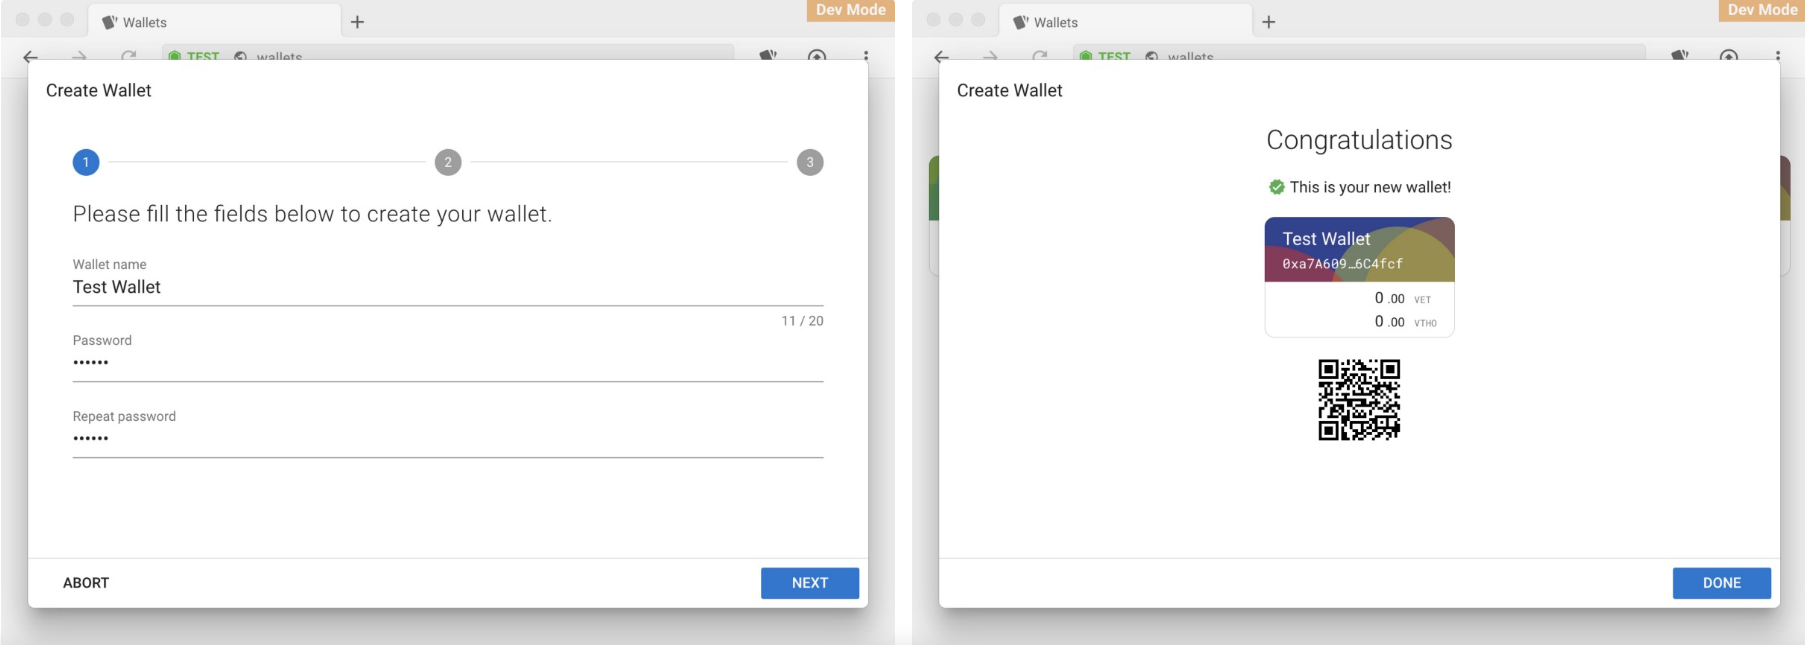 Wallets
Dev Mode
TEST wallets
Create Wallet
1 2 3
Please fill the fields below to create your wallet.
Wallet name
Test Wallet
11 / 20
Password
••••••
Repeat password
••••••
ABORT NEXT
Wallets
Dev Mode
TEST wallets
Create Wallet
Congratulations
This is your new wallet!
Test Wallet
0xa7A609…6C4fcf
0.00 VET
0.00 VTHO
DONE